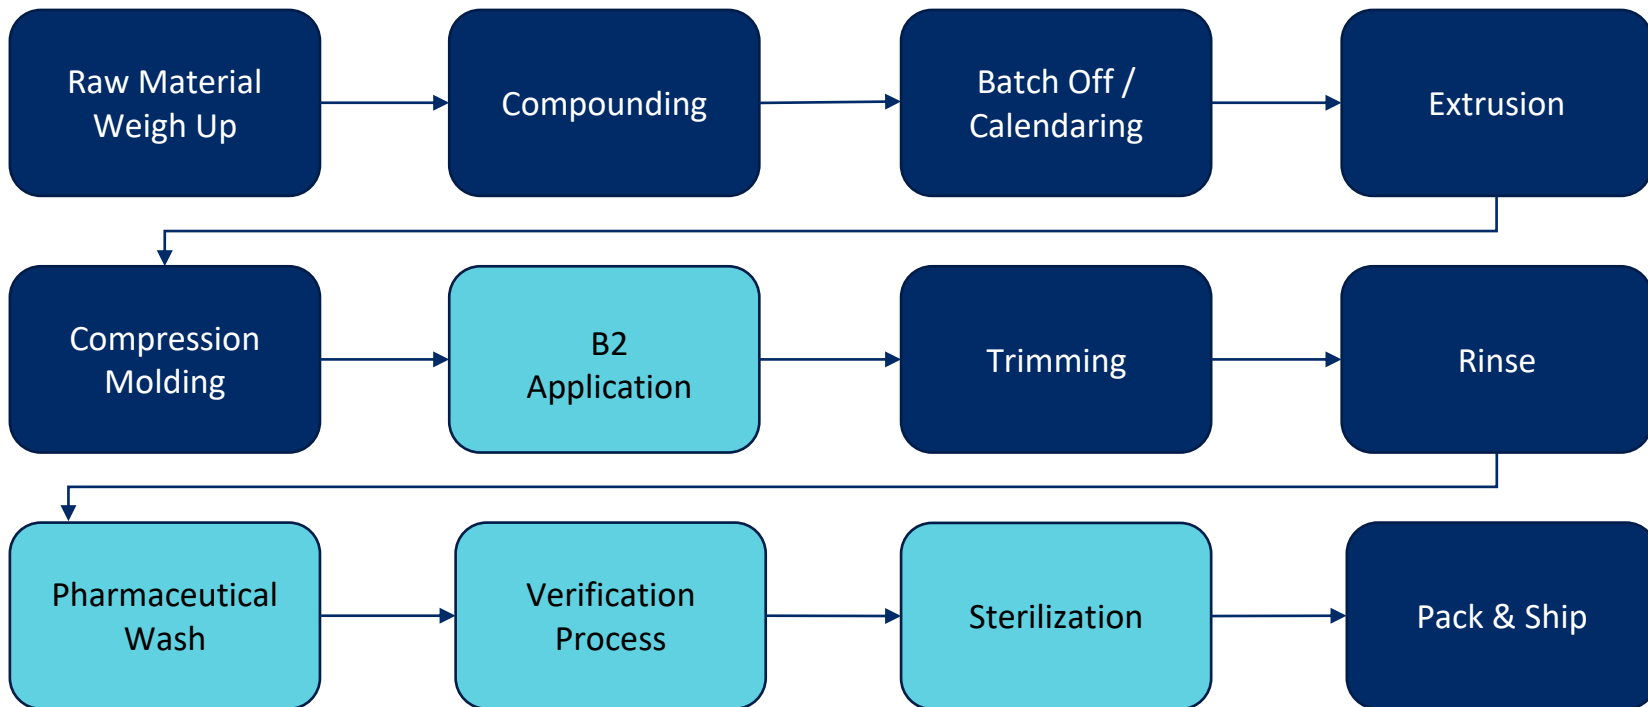 Raw Material
Weigh Up
Compounding
Batch Off /
Calendaring
Extrusion
Compression
Molding
B2
Application
Trimming
Rinse
Pharmaceutical
Wash
Verification
Process
Sterilization
Pack & Ship